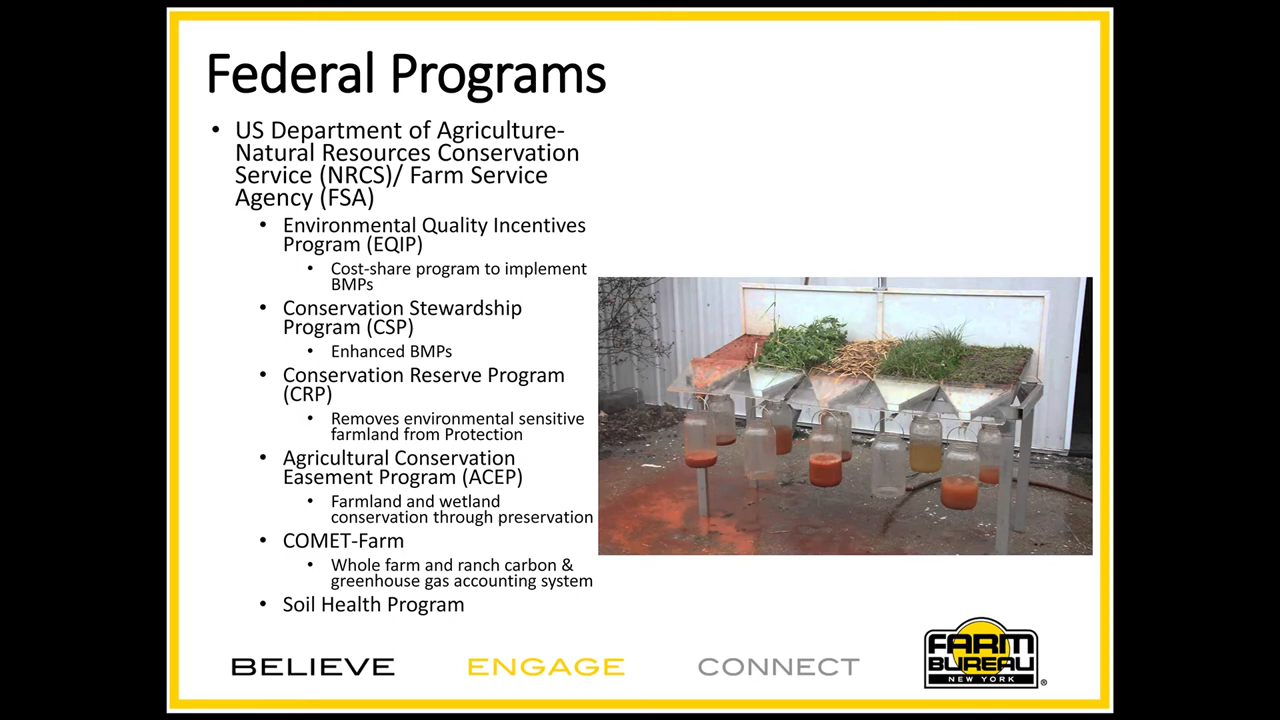 Federal Programs
• US Department of Agriculture-
Natural Resources Conservation
Service (NRCS)/ Farm Service
Agency (FSA)
• Environmental Quality Incentives
Program (EQIP)
• Cost-share program to implement
BMPs
• Conservation Stewardship
Program (CSP)
• Enhanced BMPs
• Conservation Reserve Program
(CRP)
• Removes environmental sensitive
farmland from Protection
• Agricultural Conservation
Easement Program (ACEP)
• Farmland and wetland
conservation through preservation
• COMET-Farm
• Whole farm and ranch carbon &
greenhouse gas accounting system
• Soil Health Program
BELIEVE ENGAGE CONNECT
FARM
BUREAU
NEW YORK ®